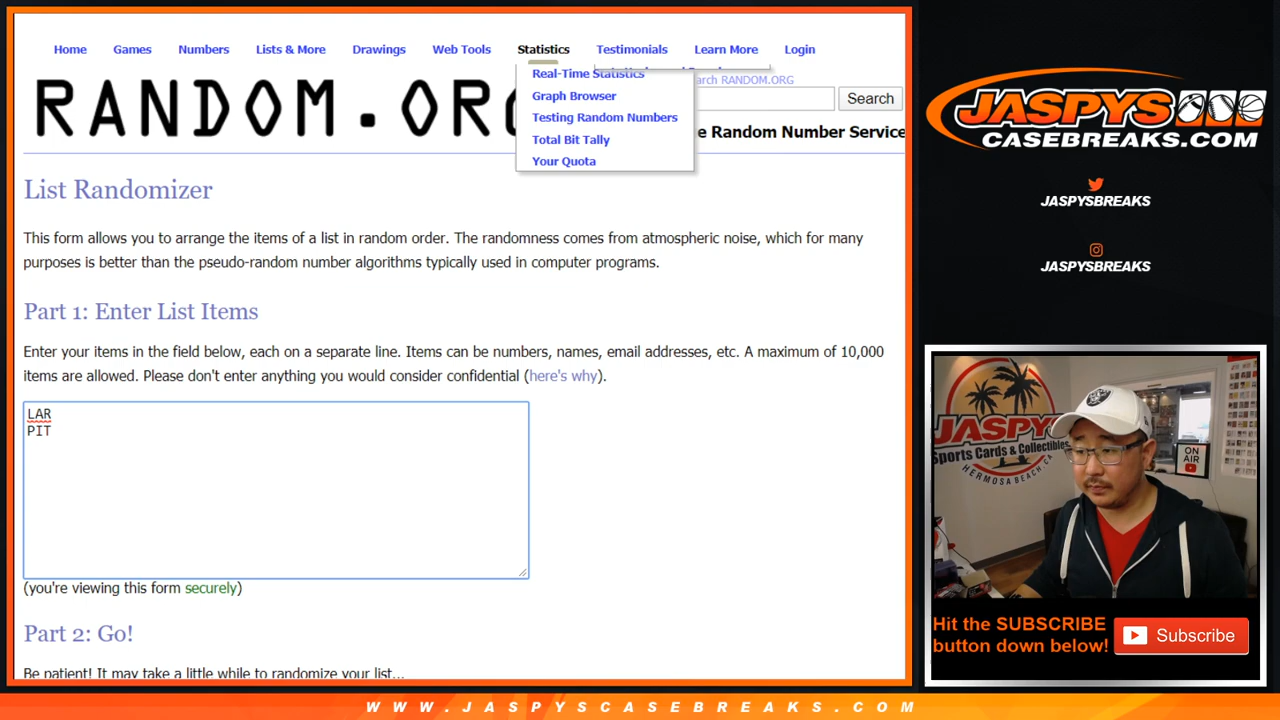 Home Games Numbers Lists & More Drawings Web Tools Statistics Testimonials Learn More Login
Real-Time Statistics
Graph Browser
Testing Random Numbers
Total Bit Tally
Your Quota
RANDOM.OR
arch RANDOM.ORG
Search
e Random Number Service
List Randomizer
This form allows you to arrange the items of a list in random order. The randomness comes from atmospheric noise, which for many
purposes is better than the pseudo-random number algorithms typically used in computer programs.
Part 1: Enter List Items
Enter your items in the field below, each on a separate line. Items can be numbers, names, email addresses, etc. A maximum of 10,000
items are allowed. Please don't enter anything you would consider confidential (here's why).
LAR
PIT
(you're viewing this form securely)
Part 2: Go!
Be patient! It may take a little while to randomize your list...
JASPYS
CASEBREAKS.COM
JASPYSBREAKS
JASPYSBREAKS
JASPYS
Sports Cards & Collectibles
HERMOSA BEACH, CA
ON
AIR
Hit the SUBSCRIBE
button down below!
Subscribe
WWW.JASPYSCASEBREAKS.COM